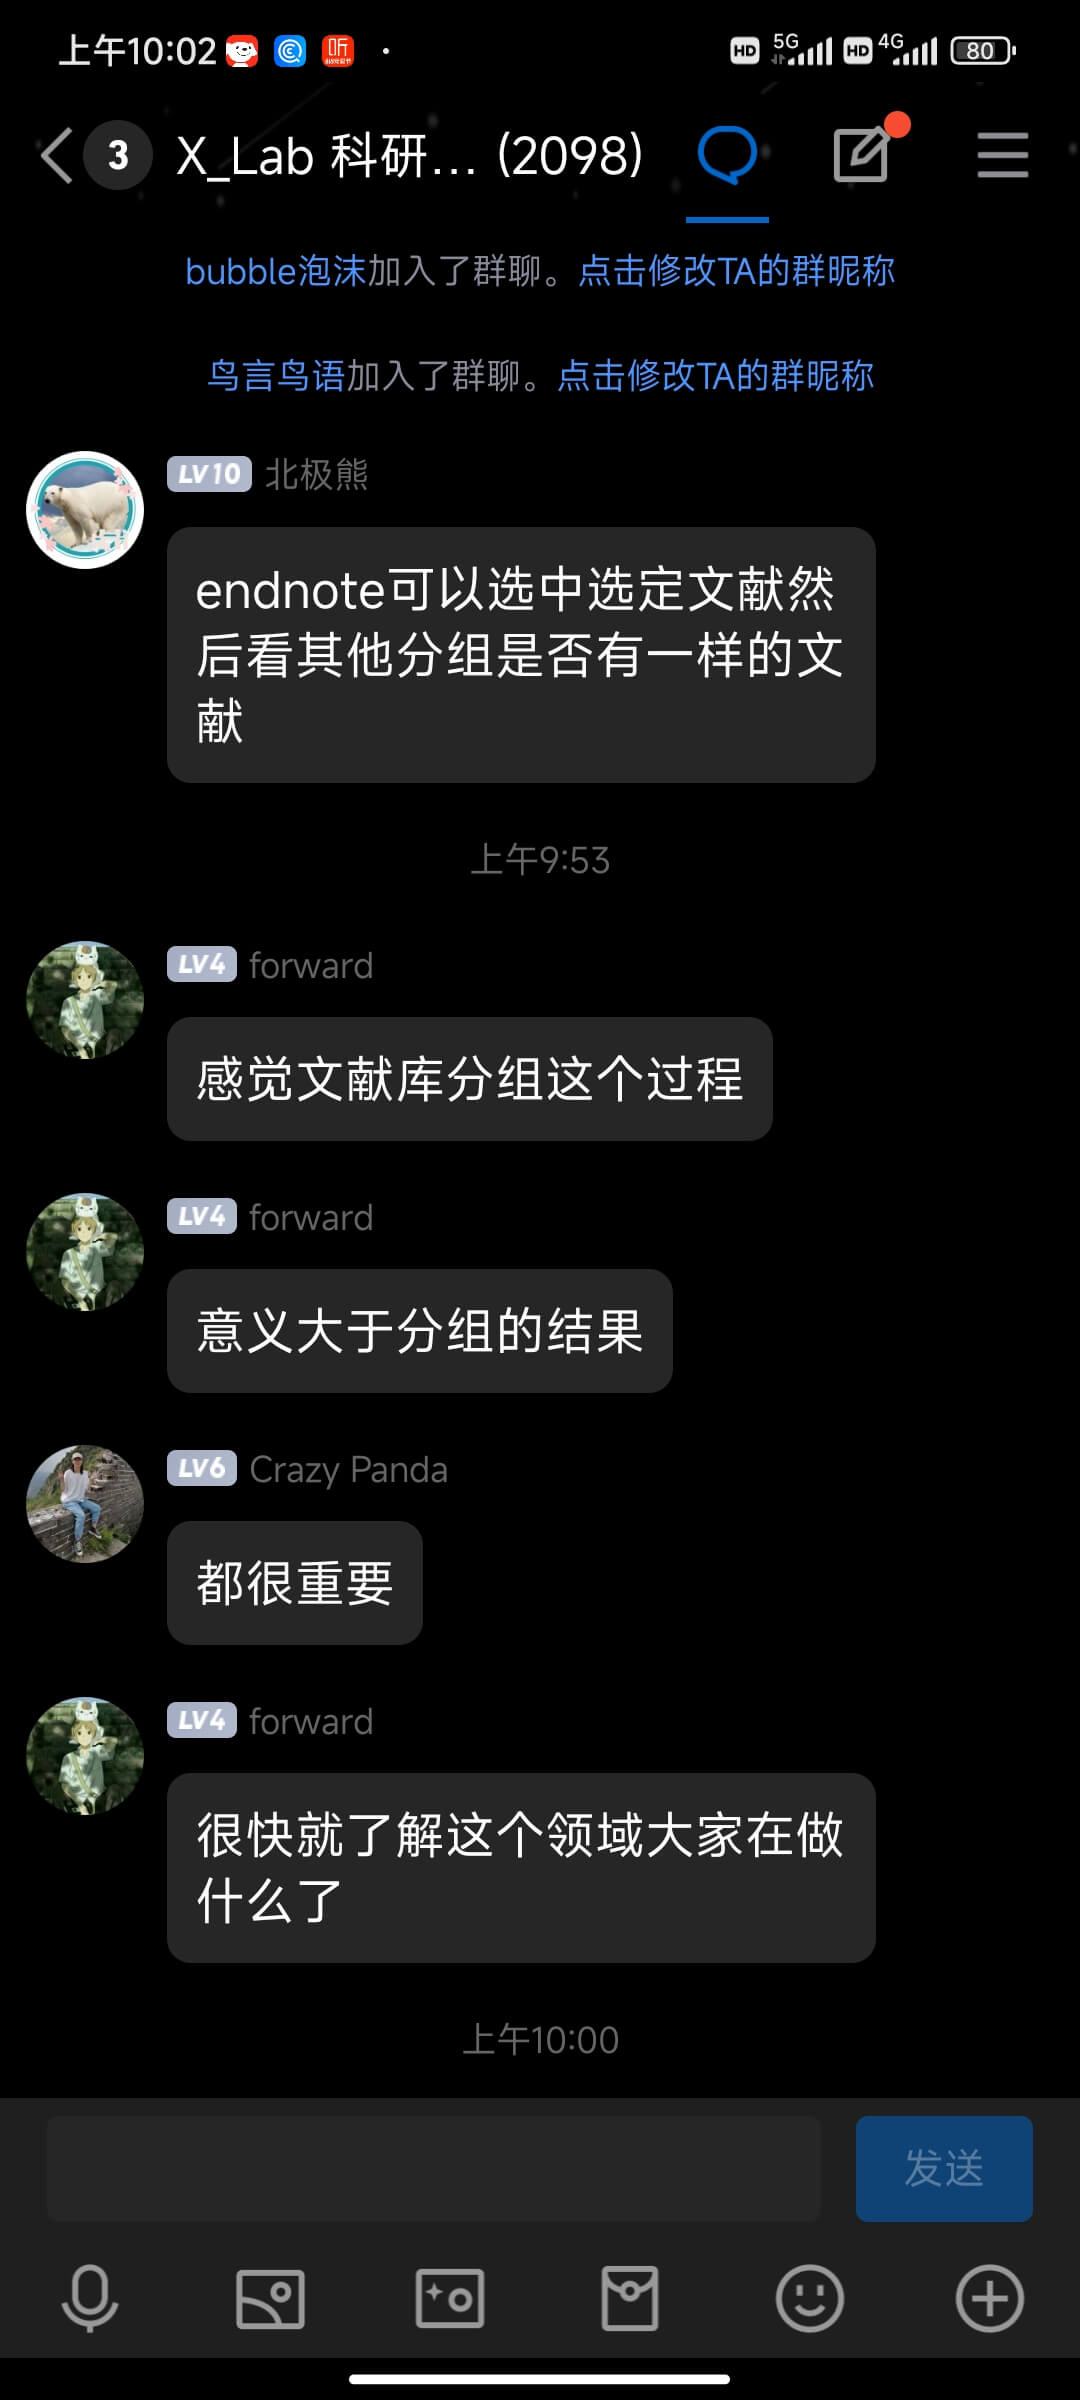 上午10:02
HD 5G HD 4G 80
3 X_Lab 科研... (2098)
bubble泡沫加入了群聊。点击修改TA的群昵称
鸟言鸟语加入了群聊。点击修改TA的群昵称
LV10 北极熊
endnote可以选中选定文献然
后看其他分组是否有一样的文
献
上午9:53
LV4 forward
感觉文献库分组这个过程
LV4 forward
意义大于分组的结果
LV6 Crazy Panda
都很重要
LV4 forward
很快就了解这个领域大家在做
什么了
上午10:00
发送